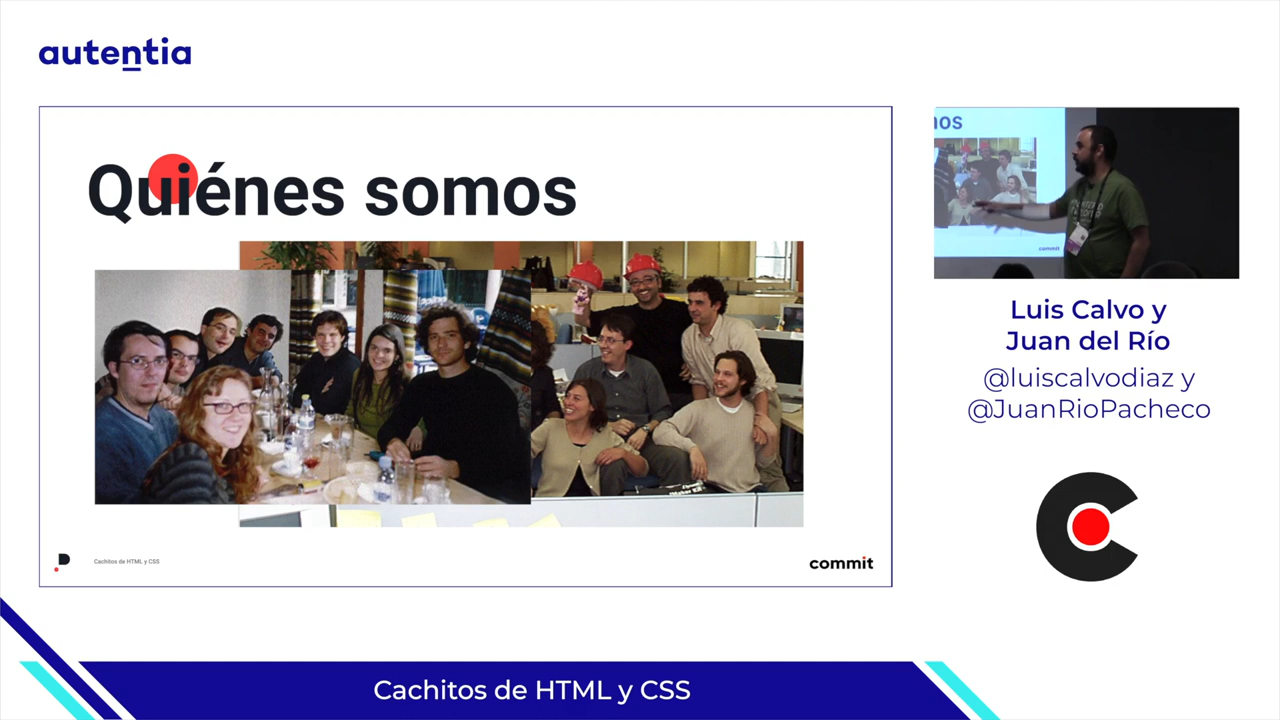 autentia
Quiénes somos
Cachitos de HTML y CSS
commit
nos
commit
Luis Calvo y
Juan del Río
@luiscalvodiaz y
@JuanRioPacheco
Cachitos de HTML y CSS